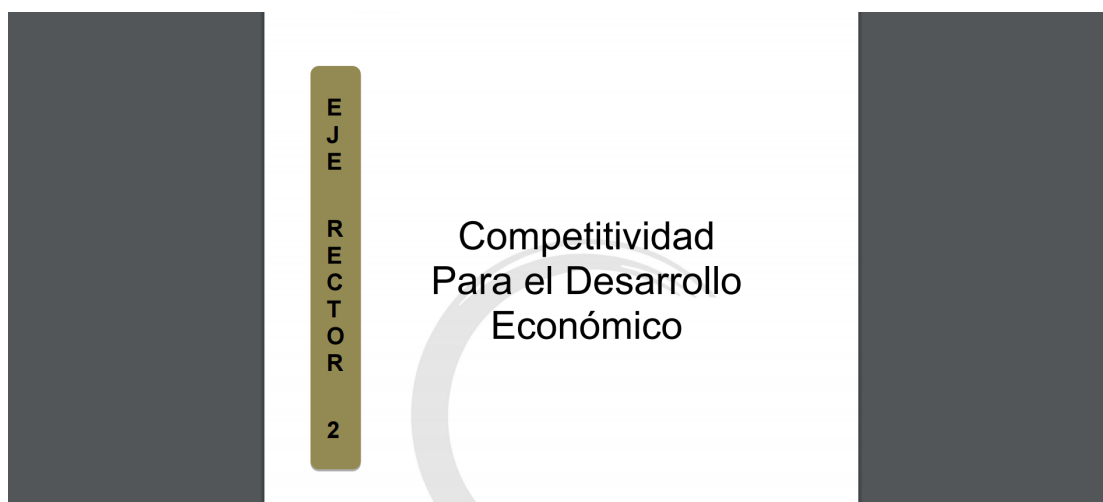 EJE RECTOR 2
Competitividad
Para el Desarrollo
Económico